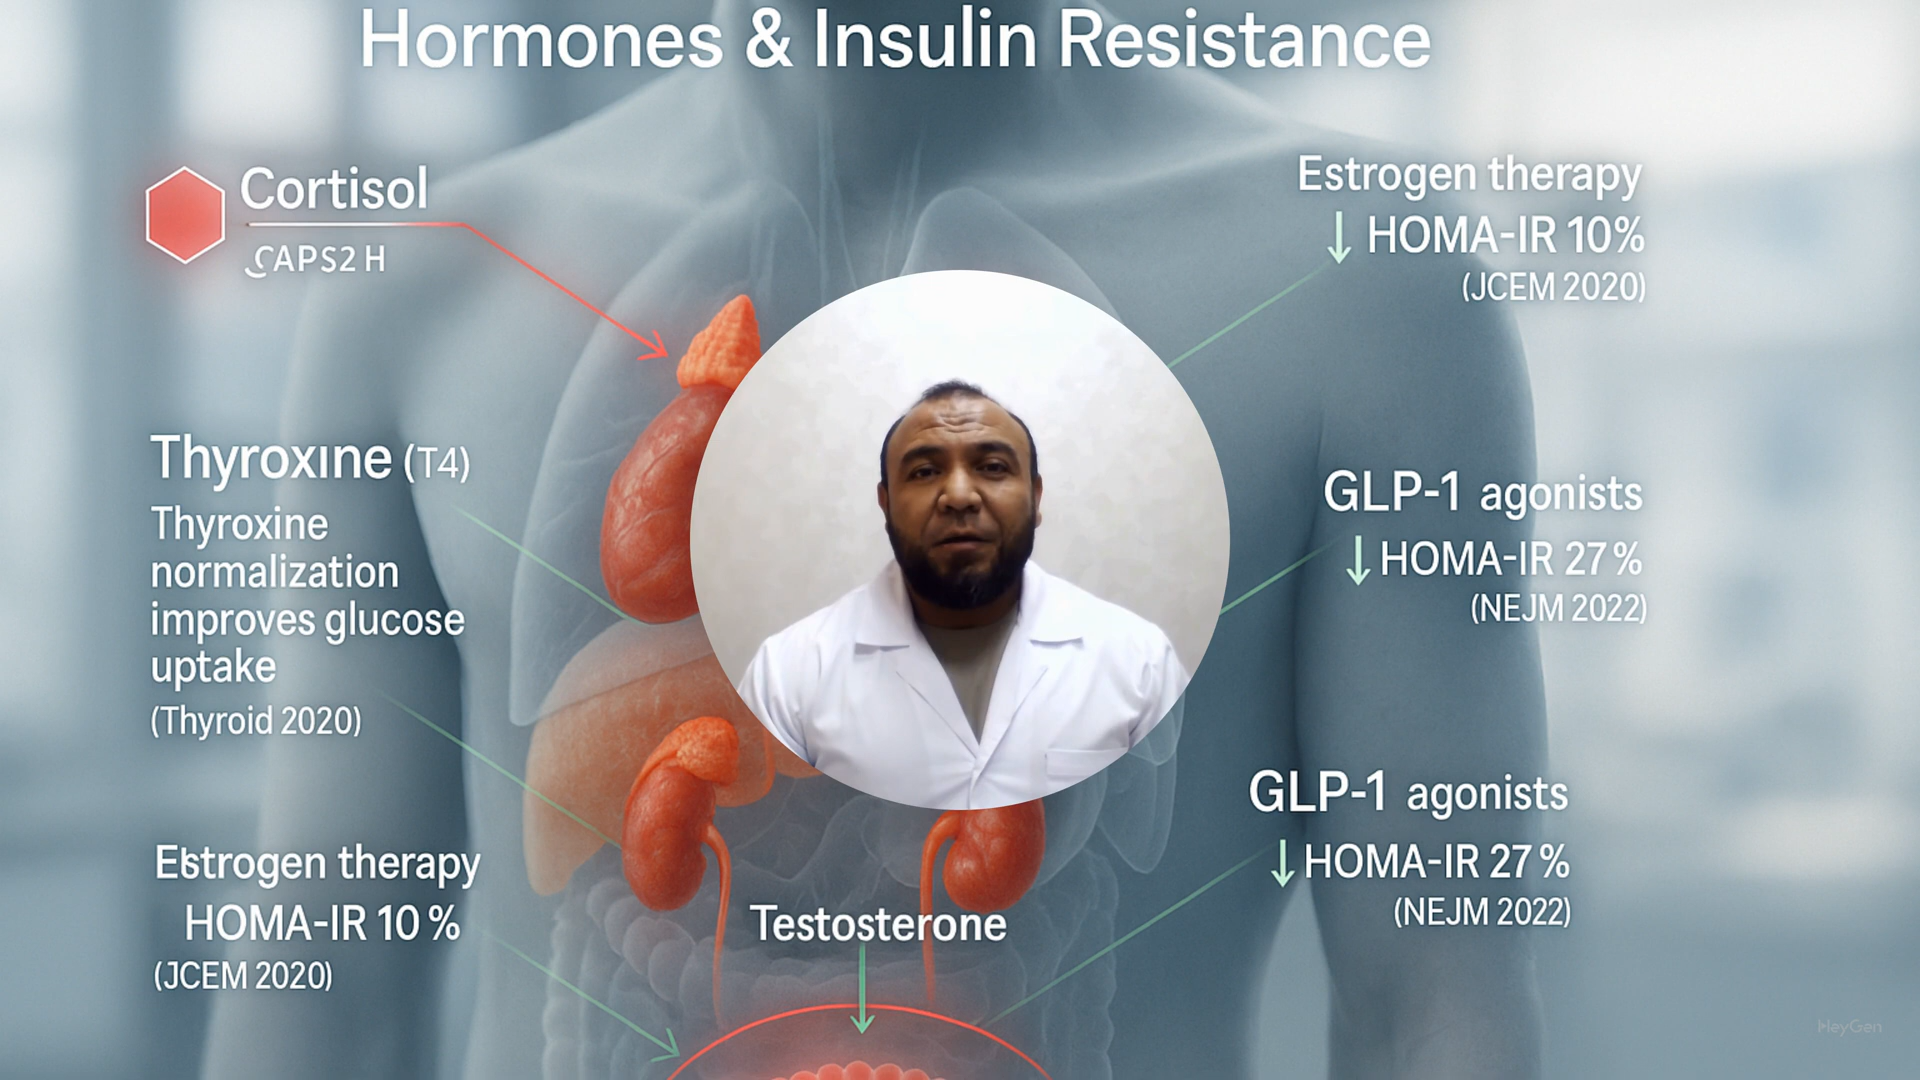 Hormones & Insulin Resistance
Cortisol
CAPS2 H
Thyroxine (T4)
Thyroxine
normalization
improves glucose
uptake
(Thyroid 2020)
Estrogen therapy
HOMA-IR 10 %
(JCEM 2020)
Testosterone
Estrogen therapy
↓ HOMA-IR 10%
(JCEM 2020)
GLP-1 agonists
↓ HOMA-IR 27 %
(NEJM 2022)
GLP-1 agonists
↓ HOMA-IR 27 %
(NEJM 2022)
HeyGen